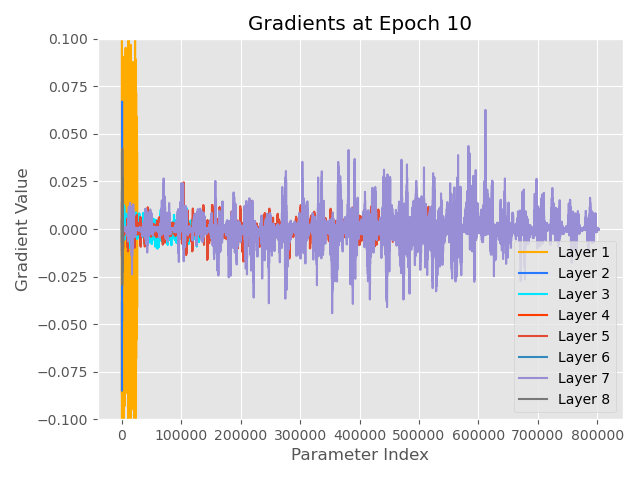 Gradients at Epoch 10
0.100
0.075
0.050
0.025
0.000
−0.025
−0.050
−0.075
−0.100
Gradient Value
0 100000 200000 300000 400000 500000 600000 700000 800000
Parameter Index
Layer 1
Layer 2
Layer 3
Layer 4
Layer 5
Layer 6
Layer 7
Layer 8